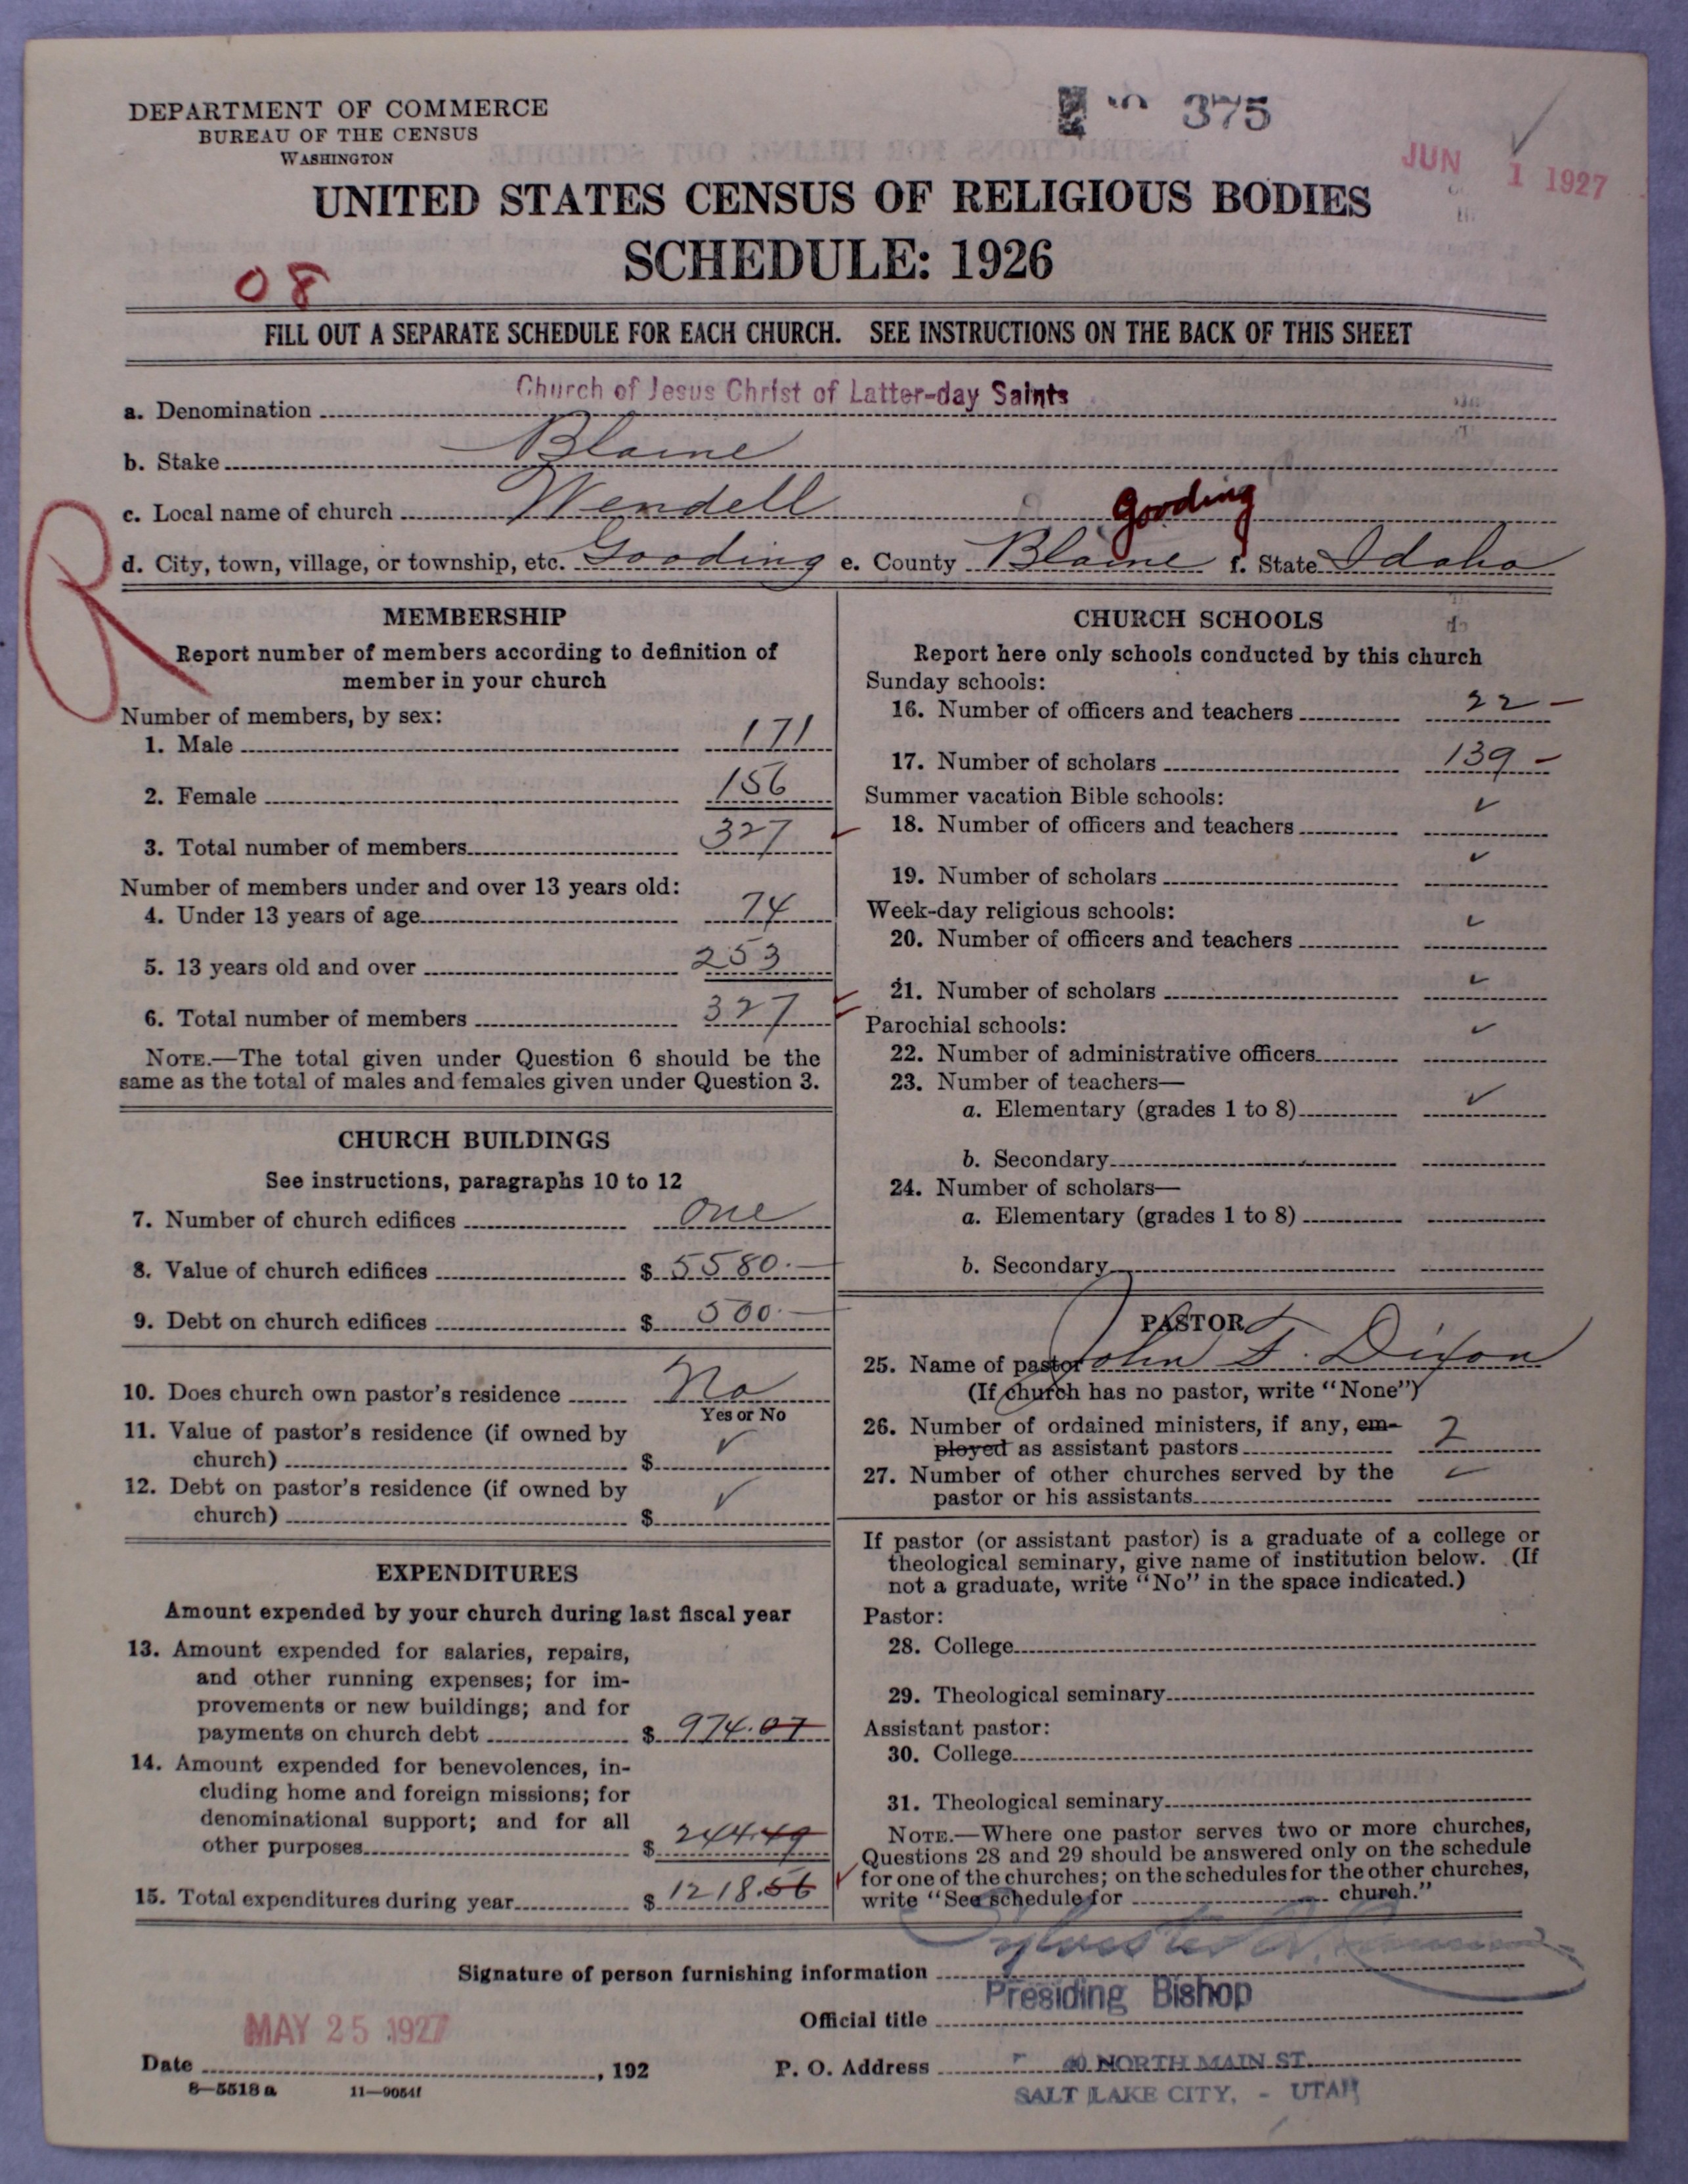 DEPARTMENT OF COMMERCE
BUREAU OF THE CENSUS
WASHINGTON
375
JUN 1 1927
UNITED STATES CENSUS OF RELIGIOUS BODIES
SCHEDULE: 1926
08
FILL OUT A SEPARATE SCHEDULE FOR EACH CHURCH. SEE INSTRUCTIONS ON THE BACK OF THIS SHEET
a. Denomination Church of Jesus Christ of Latter-day Saints
b. Stake Blaine
c. Local name of church Wendell
Gooding
d. City, town, village, or township, etc. Gooding e. County Blaine f. State Idaho
R
MEMBERSHIP
Report number of members according to definition of
member in your church
Number of members, by sex:
1. Male 171
2. Female 156
3. Total number of members 327
Number of members under and over 13 years old:
4. Under 13 years of age 74
5. 13 years old and over 253
6. Total number of members 327
NOTE.—The total given under Question 6 should be the
same as the total of males and females given under Question 3.
CHURCH BUILDINGS
See instructions, paragraphs 10 to 12
7. Number of church edifices one
8. Value of church edifices $ 5580.—
9. Debt on church edifices $ 500.—
10. Does church own pastor's residence No
Yes or No
11. Value of pastor's residence (if owned by
church) $ ✓
12. Debt on pastor's residence (if owned by
church) $ ✓
EXPENDITURES
Amount expended by your church during last fiscal year
13. Amount expended for salaries, repairs,
and other running expenses; for im-
provements or new buildings; and for
payments on church debt $ 974.07
14. Amount expended for benevolences, in-
cluding home and foreign missions; for
denominational support; and for all
other purposes $ 244.49
15. Total expenditures during year $ 1218.56
CHURCH SCHOOLS
Report here only schools conducted by this church
Sunday schools:
16. Number of officers and teachers 22 –
17. Number of scholars 139 –
Summer vacation Bible schools:
18. Number of officers and teachers ✓
19. Number of scholars ✓
Week-day religious schools:
20. Number of officers and teachers ✓
21. Number of scholars ✓
Parochial schools:
22. Number of administrative officers ✓
23. Number of teachers—
a. Elementary (grades 1 to 8) ✓
b. Secondary
24. Number of scholars—
a. Elementary (grades 1 to 8)
b. Secondary
PASTOR
25. Name of pastor John F. Dixon
(If church has no pastor, write "None")
26. Number of ordained ministers, if any, em-
ployed as assistant pastors 2
27. Number of other churches served by the
pastor or his assistants ✓
If pastor (or assistant pastor) is a graduate of a college or
theological seminary, give name of institution below. (If
not a graduate, write "No" in the space indicated.)
Pastor:
28. College
29. Theological seminary
Assistant pastor:
30. College
31. Theological seminary
NOTE.—Where one pastor serves two or more churches,
Questions 28 and 29 should be answered only on the schedule
for one of the churches; on the schedules for the other churches,
write "See schedule for church."
Signature of person furnishing information
Official title Presiding Bishop
MAY 25 1927
Date , 192
P. O. Address 40 NORTH MAIN ST.
SALT LAKE CITY, - UTAH
8—5518 a 11—9054f